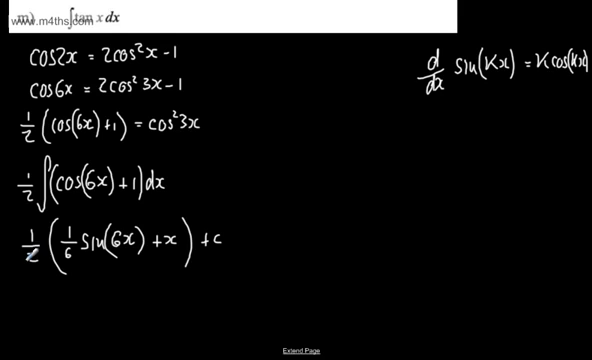 m) ∫tan x dx
www.m4ths.com
cos2x = 2cos²x - 1
d/dx sin(Kx) = K cos(Kx)
cos6x = 2cos²3x - 1
1/2 (cos(6x)+1) = cos²3x
1/2 ∫(cos(6x)+1)dx
1/2 (1/6 sin(6x) + x) + c
Extend Page